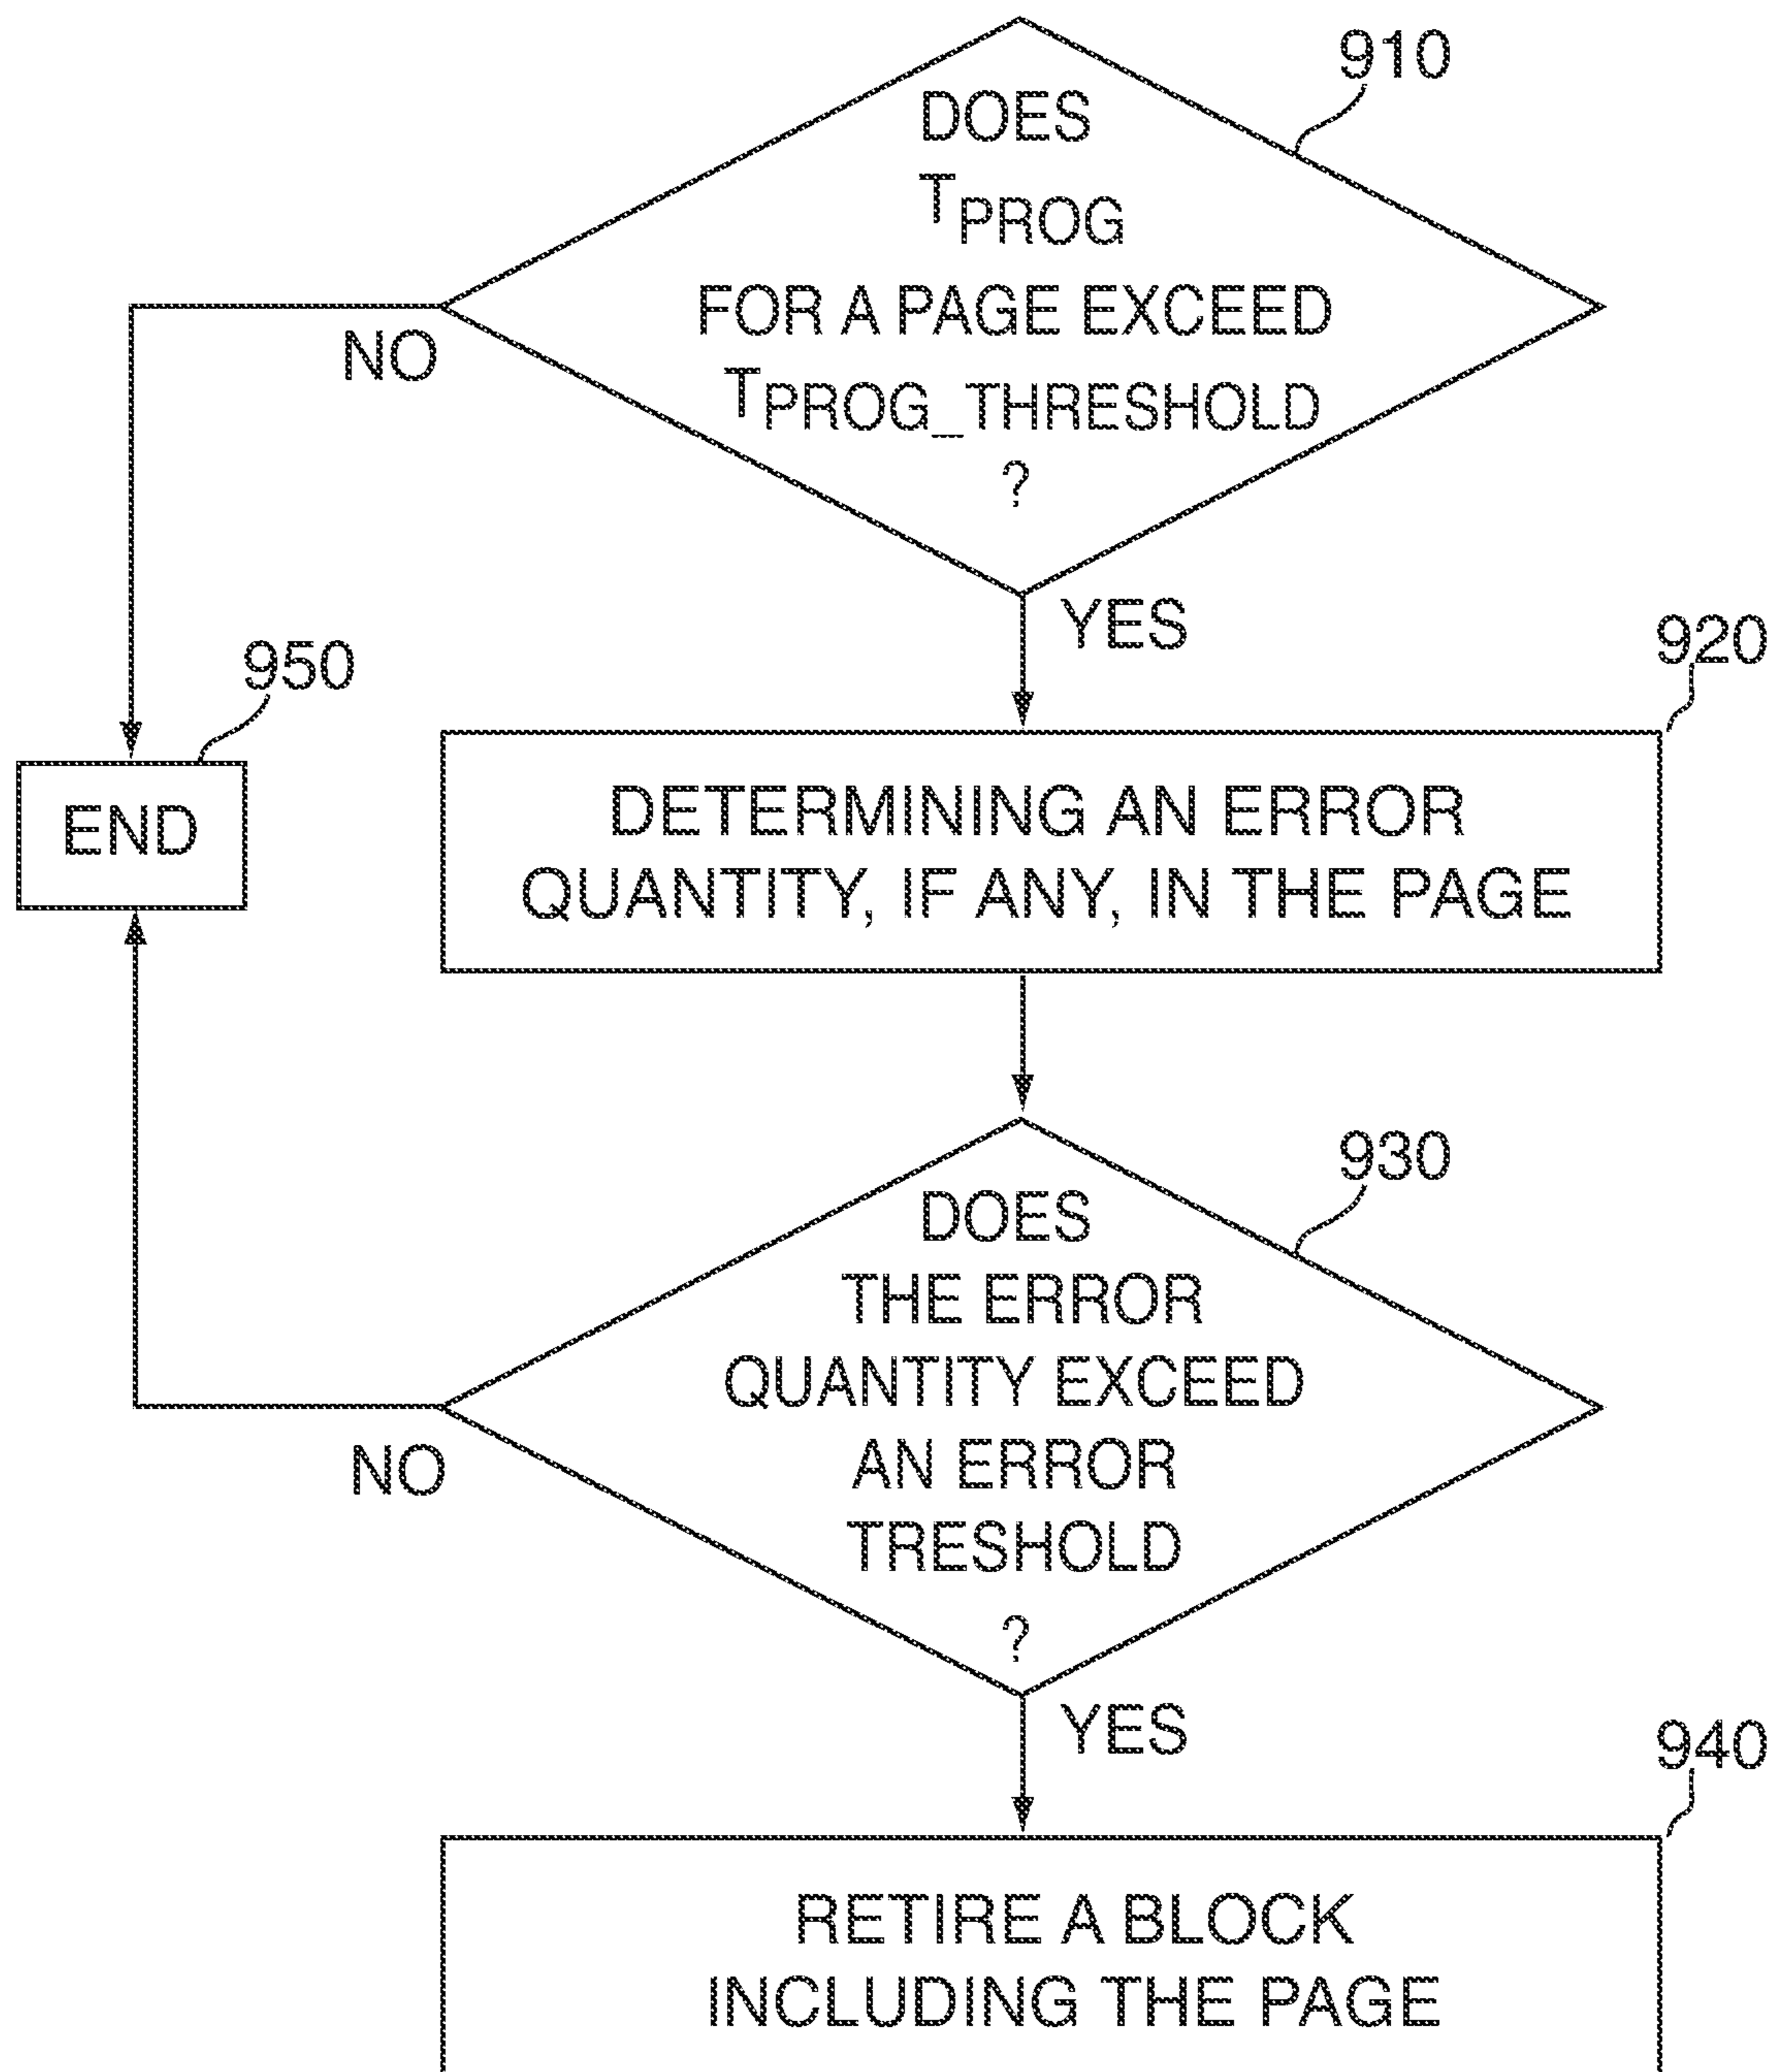 910
DOES
TPROG
FOR A PAGE EXCEED
TPROG_THRESHOLD
?
NO
YES
920
950
END
DETERMINING AN ERROR
QUANTITY, IF ANY, IN THE PAGE
930
DOES
THE ERROR
QUANTITY EXCEED
AN ERROR
TRESHOLD
?
NO
YES
940
RETIRE A BLOCK
INCLUDING THE PAGE